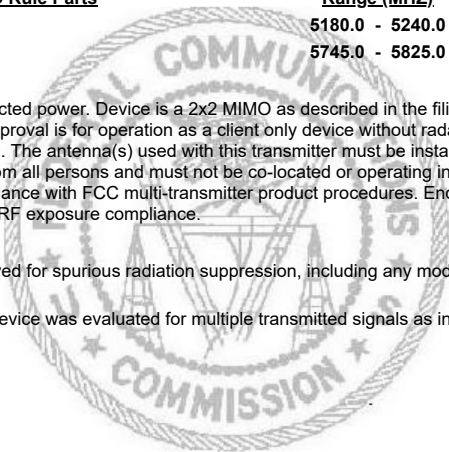 Rule Parts Range (MHZ)
5180.0 - 5240.0
5745.0 - 5825.0
cted power. Device is a 2x2 MIMO as described in the fili
proval is for operation as a client only device without rada
. The antenna(s) used with this transmitter must be insta
om all persons and must not be co-located or operating in
ance with FCC multi-transmitter product procedures. End
RF exposure compliance.
ved for spurious radiation suppression, including any mod
evice was evaluated for multiple transmitted signals as in
COMMUNICATIONS
COMMISSION